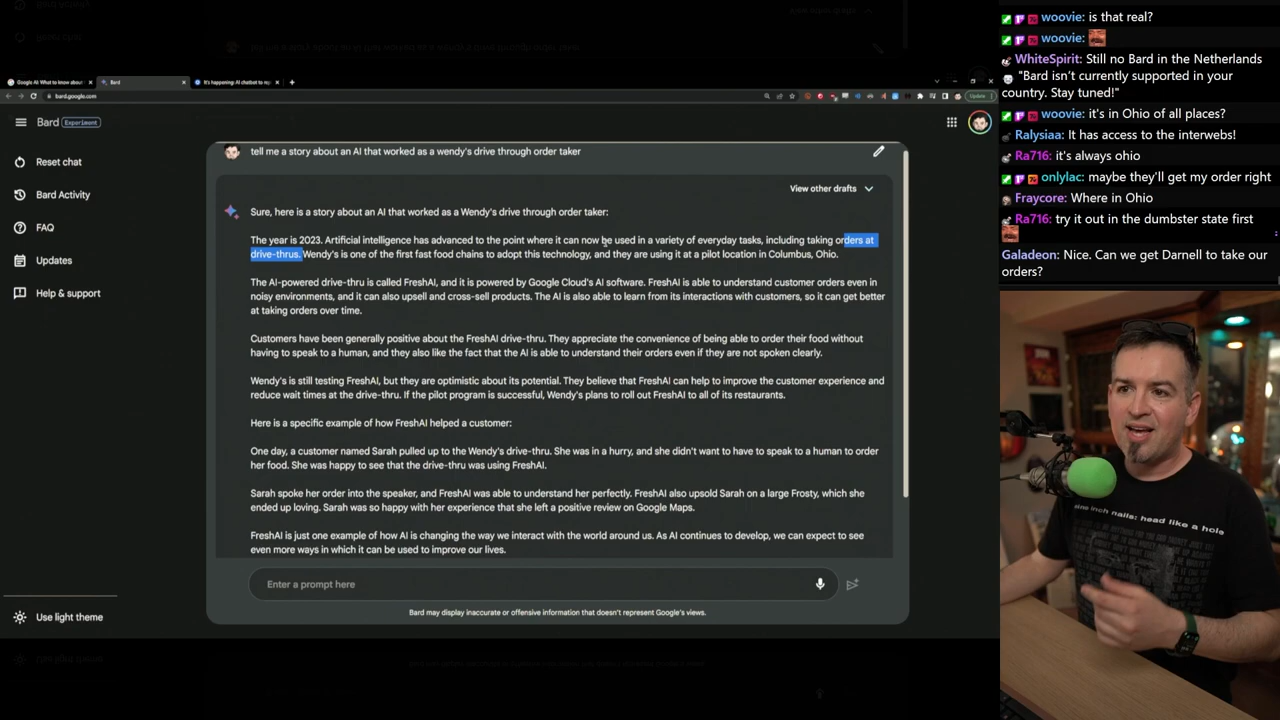 Google AI: What to know about
Bard
It's happening: AI chatbot to rep
bard.google.com
Update
Bard Experiment
Reset chat
Bard Activity
FAQ
Updates
Help & support
Use light theme
tell me a story about an AI that worked as a wendy's drive through order taker
View other drafts
Sure, here is a story about an AI that worked as a Wendy's drive through order taker:
The year is 2023. Artificial intelligence has advanced to the point where it can now be used in a variety of everyday tasks, including taking orders at
drive-thrus. Wendy's is one of the first fast food chains to adopt this technology, and they are using it at a pilot location in Columbus, Ohio.
The AI-powered drive-thru is called FreshAI, and it is powered by Google Cloud's AI software. FreshAI is able to understand customer orders even in
noisy environments, and it can also upsell and cross-sell products. The AI is also able to learn from its interactions with customers, so it can get better
at taking orders over time.
Customers have been generally positive about the FreshAI drive-thru. They appreciate the convenience of being able to order their food without
having to speak to a human, and they also like the fact that the AI is able to understand their orders even if they are not spoken clearly.
Wendy's is still testing FreshAI, but they are optimistic about its potential. They believe that FreshAI can help to improve the customer experience and
reduce wait times at the drive-thru. If the pilot program is successful, Wendy's plans to roll out FreshAI to all of its restaurants.
Here is a specific example of how FreshAI helped a customer:
One day, a customer named Sarah pulled up to the Wendy's drive-thru. She was in a hurry, and she didn't want to have to speak to a human to order
her food. She was happy to see that the drive-thru was using FreshAI.
Sarah spoke her order into the speaker, and FreshAI was able to understand her perfectly. FreshAI also upsold Sarah on a large Frosty, which she
ended up loving. Sarah was so happy with her experience that she left a positive review on Google Maps.
FreshAI is just one example of how AI is changing the way we interact with the world around us. As AI continues to develop, we can expect to see
even more ways in which it can be used to improve our lives.
Enter a prompt here
Bard may display inaccurate or offensive information that doesn't represent Google's views.
woovie: is that real?
woovie:
WhiteSpirit: Still no Bard in the Netherlands
"Bard isn't currently supported in your
country. Stay tuned!"
woovie: it's in Ohio of all places?
Ralysiaa: It has access to the interwebs!
Ra716: it's always ohio
onlylac: maybe they'll get my order right
Fraycore: Where in Ohio
Ra716: try it out in the dumbster state first
Galadeon: Nice. Can we get Darnell to take our
orders?
nine inch nails: head like a hole